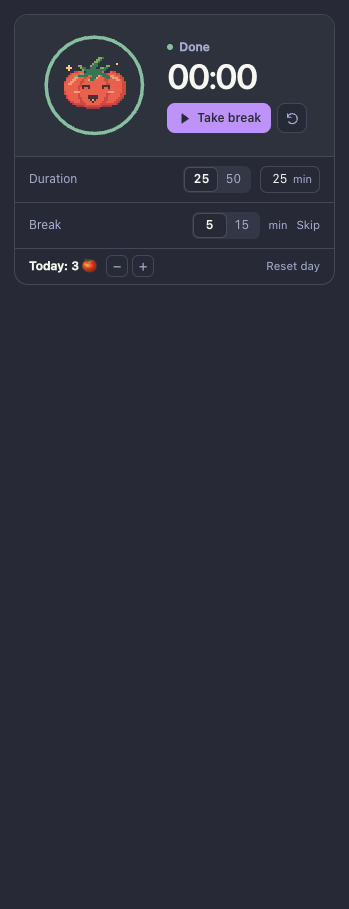 Done
00:00
Take break
Duration 25 50 25 min
Break 5 15 min Skip
Today: 3 🍅 − + Reset day